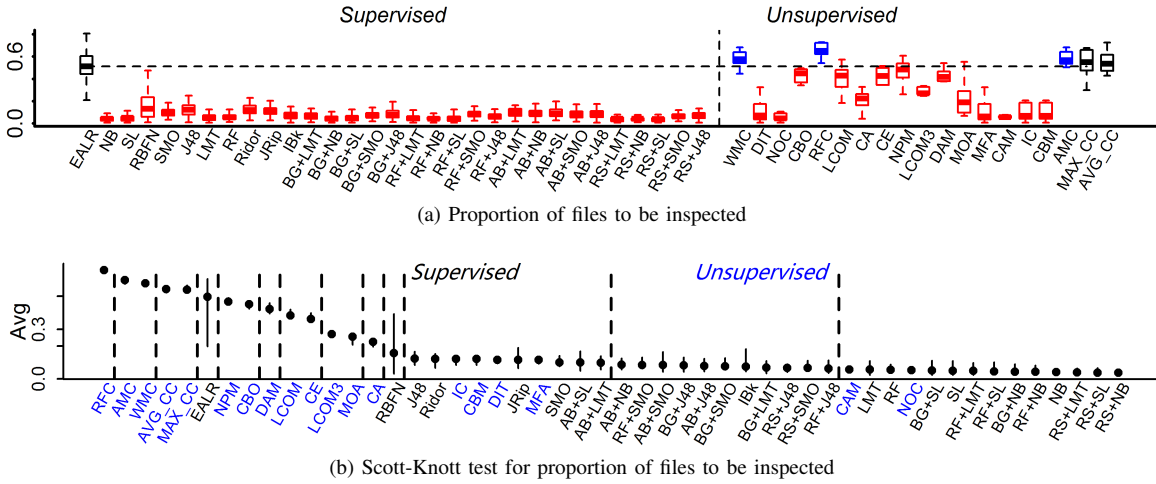 Supervised Unsupervised
0.6
0.0
EALR NB SL RBFN SMO J48 LMT RF Ridor JRip IBk BG+LMT BG+NB BG+SL BG+SMO BG+J48 RF+LMT RF+NB RF+SL RF+SMO RF+J48 AB+LMT AB+NB AB+SL AB+SMO AB+J48 RS+LMT RS+NB RS+SL RS+SMO RS+J48 WMC DIT NOC CBO RFC LCOM CA CE NPM LCOM3 DAM MOA MFA CAM IC CBM AMC MAX_CC AVG_CC
(a) Proportion of files to be inspected
Supervised Unsupervised
Avg
0.3
0.0
RFC AMC WMC AVG_CC MAX_CC EALR NPM CBO DAM LCOM CE LCOM3 MOA CA RBFN J48 Ridor IC CBM DIT JRip MFA SMO AB+SL AB+LMT AB+NB RF+SMO AB+SMO BG+J48 AB+J48 BG+SMO IBk BG+LMT RS+J48 RS+SMO RF+J48 CAM LMT RF NOC BG+SL SL RF+LMT RF+SL BG+NB RF+NB NB RS+LMT RS+SL RS+NB
(b) Scott-Knott test for proportion of files to be inspected